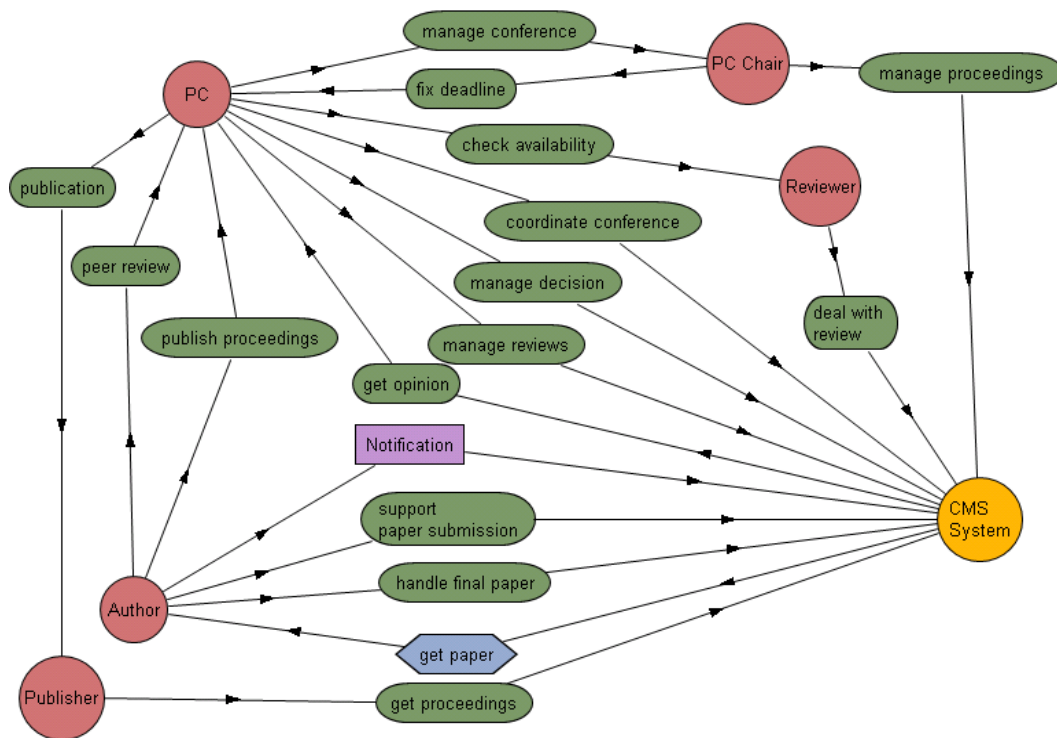 manage conference
PC Chair
manage proceedings
PC
fix deadline
check availability
publication
Reviewer
coordinate conference
peer review
manage decision
deal with
review
publish proceedings
manage reviews
get opinion
Notification
support
paper submission
CMS
System
handle final paper
Author
get paper
Publisher
get proceedings